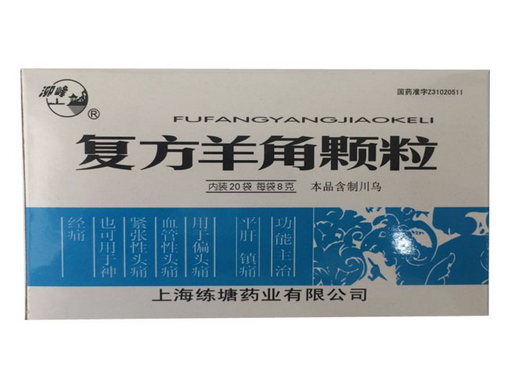 泖峰
®
国药准字Z31020511
FUFANGYANGJIAOKELI
复方羊角颗粒
内装20袋 每袋8克
本品含制川乌
功能主治
平肝 镇痛
用于偏头痛
血管性头痛
紧张性头痛
也可用于神
经痛
上海练塘药业有限公司